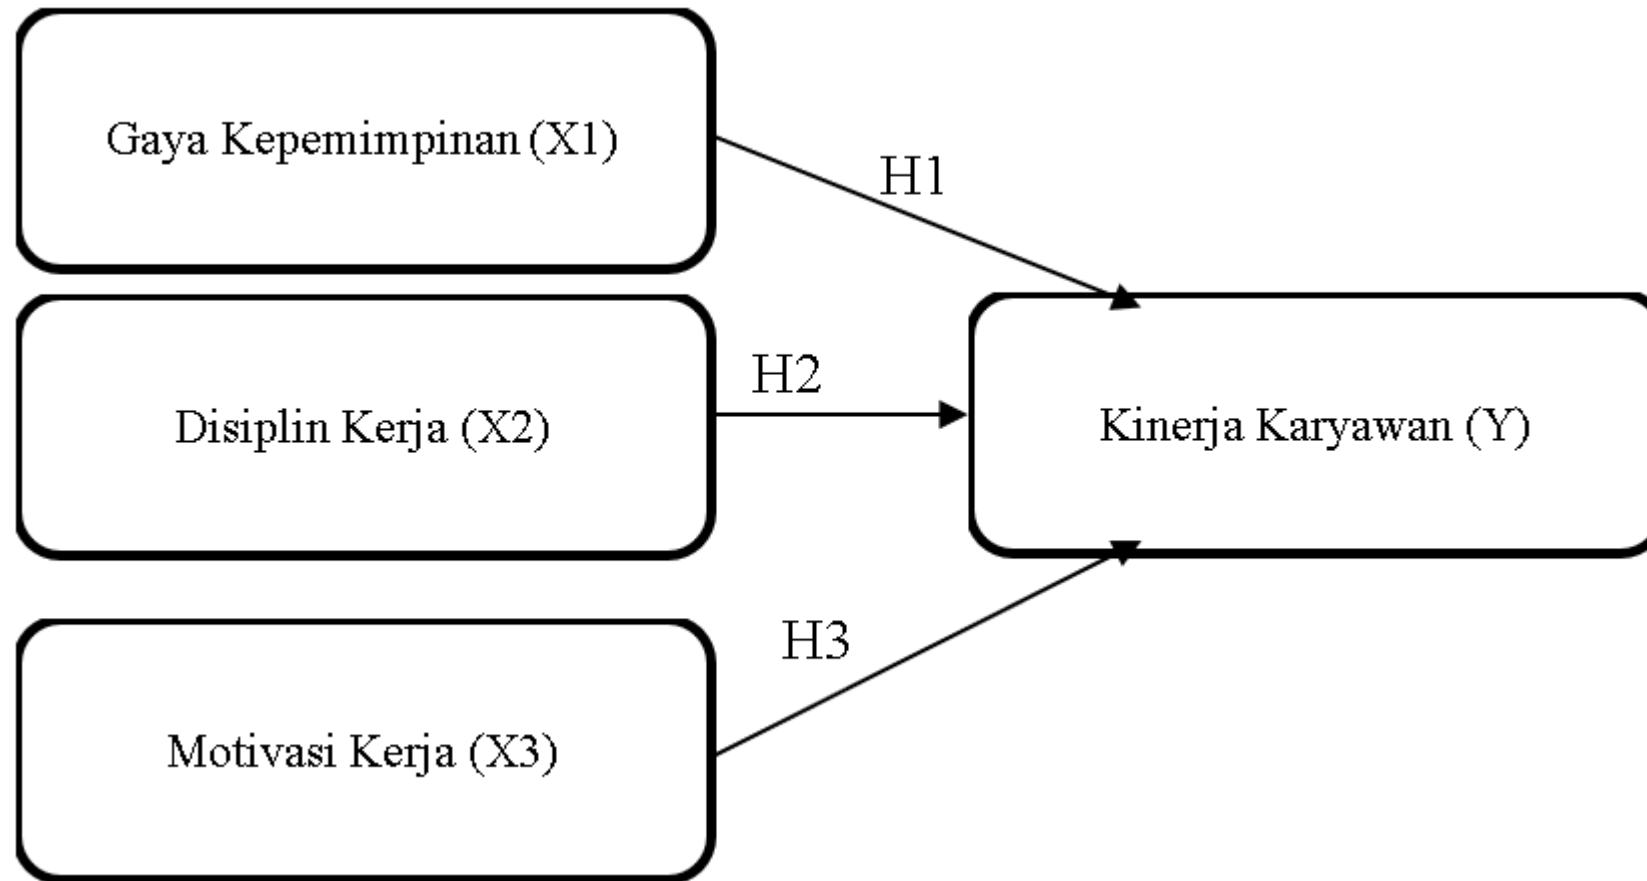 Gaya Kepemimpinan (X1)
H1
Disiplin Kerja (X2)
H2
Kinerja Karyawan (Y)
H3
Motivasi Kerja (X3)